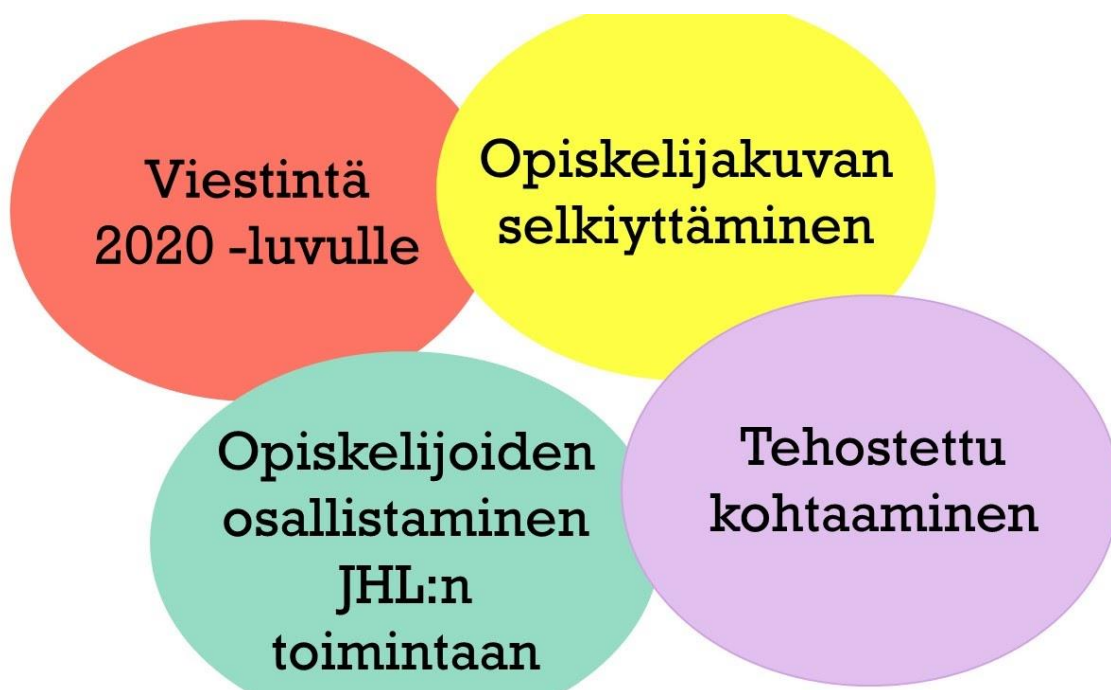 Viestintä
2020 -luvulle
Opiskelijakuvan
selkiyttäminen
Opiskelijoiden
osallistaminen
JHL:n
toimintaan
Tehostettu
kohtaaminen